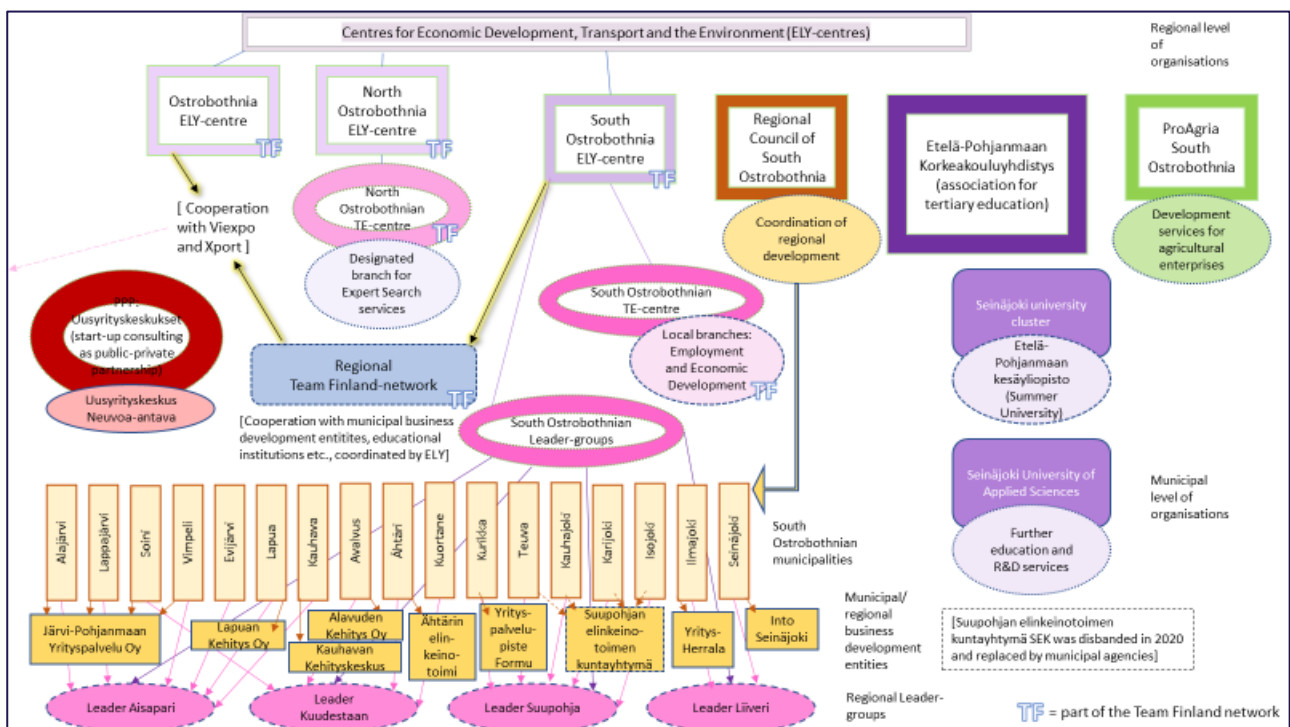 Centres for Economic Development, Transport and the Environment (ELY-centres)
Regional level
of
organisations
Ostrobothnia
ELY-centre
TF
North
Ostrobothnia
ELY-centre
TF
South
Ostrobothnia
ELY-centre
TF
Regional
Council of
South
Ostrobothnia
Etelä-Pohjanmaan
Korkeakouluyhdistys
(association for
tertiary education)
ProAgria
South
Ostrobothnia
[ Cooperation
with Viexpo
and Xport ]
North
Ostrobothnian
TE-centre
TF
Designated
branch for
Expert Search
services
Coordination of
regional
development
Development
services for
agricultural
enterprises
PPP:
Uusyrityskeskukset
(start-up consulting
as public-private
partnership)
Uusyrityskeskus
Neuvoa-antava
South Ostrobothnian
TE-centre
Local branches:
Employment
and Economic
Development
TF
Seinäjoki university
cluster
Etelä-
Pohjanmaan
kesäyliopisto
(Summer
University)
Regional
Team Finland-network
TF
[Cooperation with municipal business
development entitites, educational
institutions etc., coordinated by ELY]
South Ostrobothnian
Leader-groups
Seinäjoki University of
Applied Sciences
Further
education and
R&D services
Municipal
level of
organisations
Alajärvi
Lappajärvi
Soini
Vimpeli
Evijärvi
Lapua
Kauhava
Avalvus
Ähtäri
Kuortane
Kurikka
Teuva
Kauhajoki
Karijoki
Isojoki
Ilmajoki
Seinäjoki
South
Ostrobothnian
municipalities
Järvi-Pohjanmaan
Yrityspalvelu Oy
Lapuan
Kehitys Oy
Alavuden
Kehitys Oy
Kauhavan
Kehityskeskus
Ähtärin
elin-
keino-
toimi
Yritys-
palvelu-
piste
Formu
Suupohjan
elinkeino-
toimen
kuntayhtymä
Yritys-
Herrala
Into
Seinäjoki
Municipal/
regional
business
development
entities
[Suupohjan elinkeinotoimen
kuntayhtymä SEK was disbanded in 2020
and replaced by municipal agencies]
Leader Aisapari
Leader
Kuudestaan
Leader Suupohja
Leader Liiveri
Regional Leader-
groups
TF = part of the Team Finland network